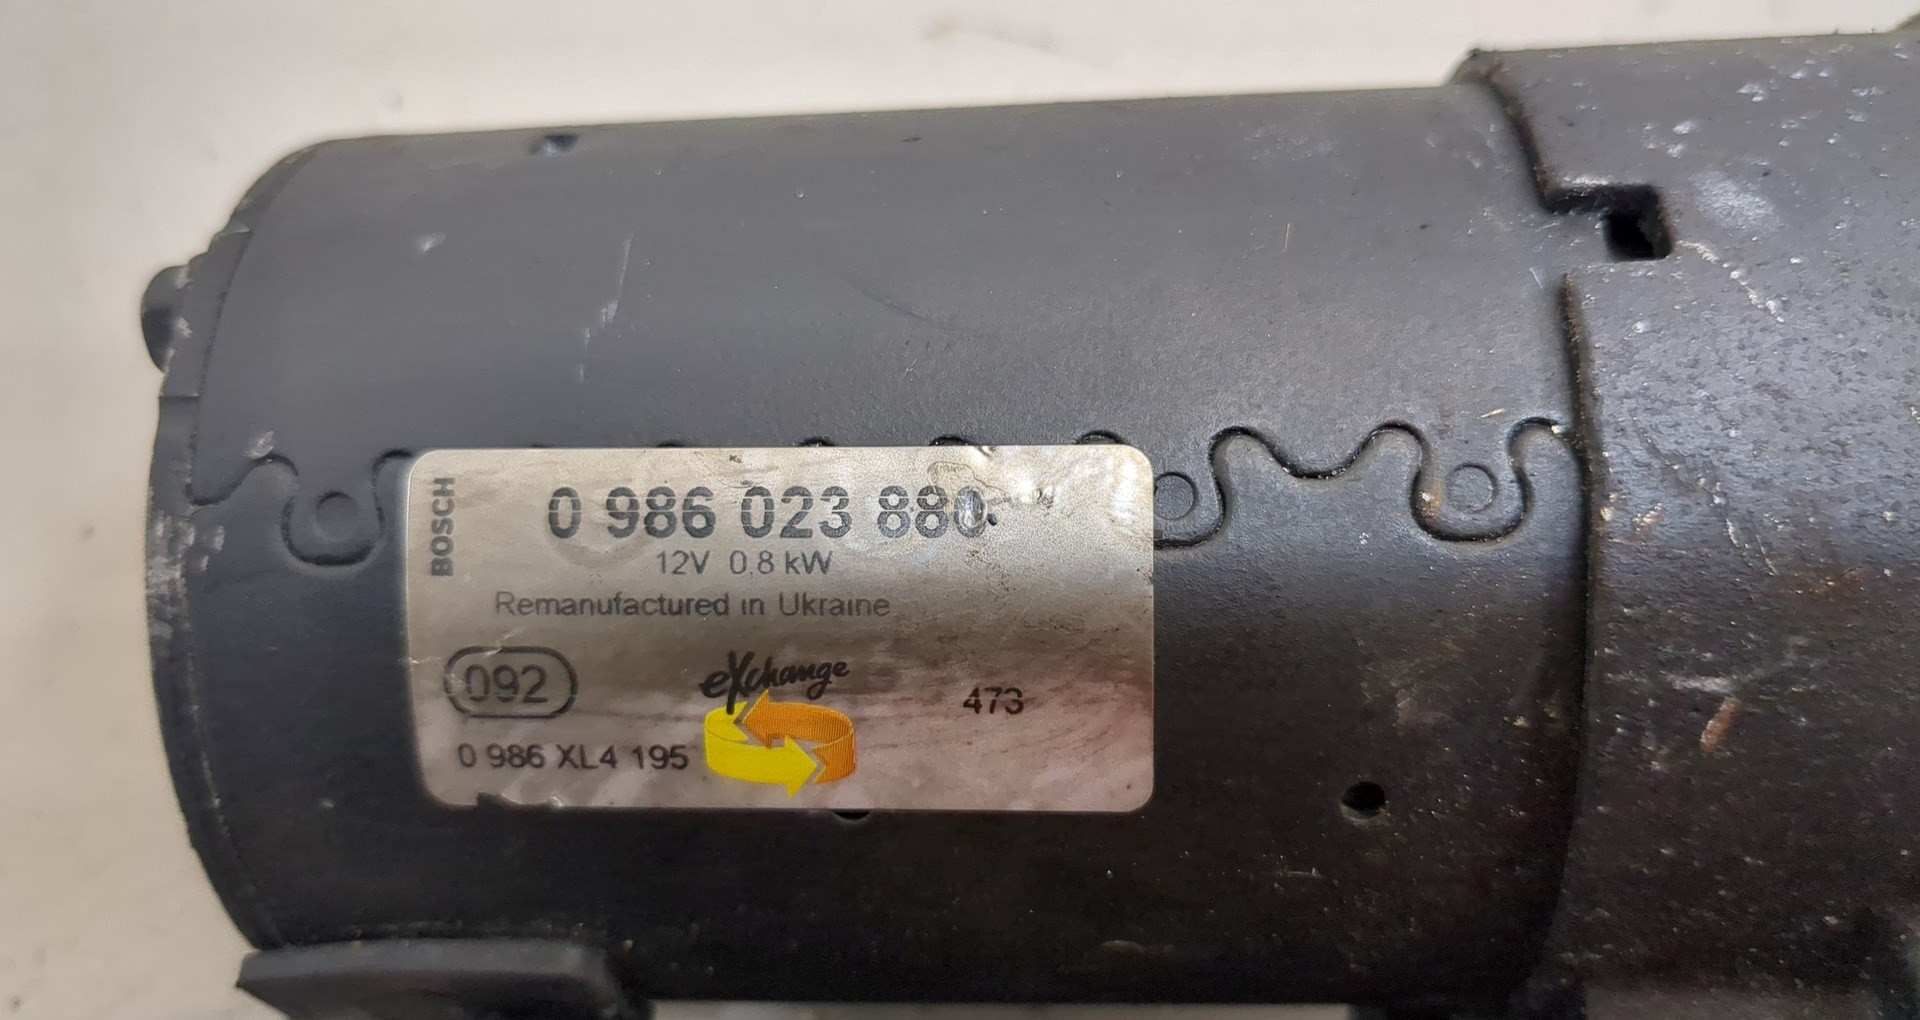 BOSCH
0 986 023 880
12V 0,8 kW
Remanufactured in Ukraine
092
eXchange
473
0 986 XL4 195